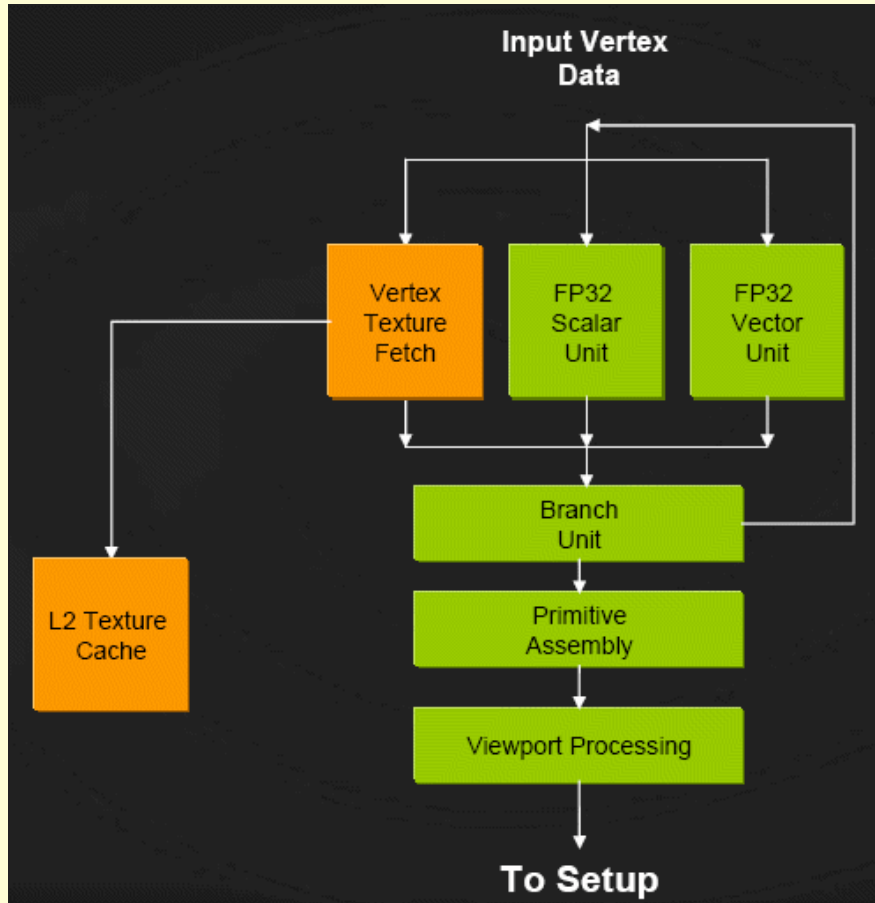 Input Vertex
Data
Vertex
Texture
Fetch
FP32
Scalar
Unit
FP32
Vector
Unit
Branch
Unit
L2 Texture
Cache
Primitive
Assembly
Viewport Processing
To Setup